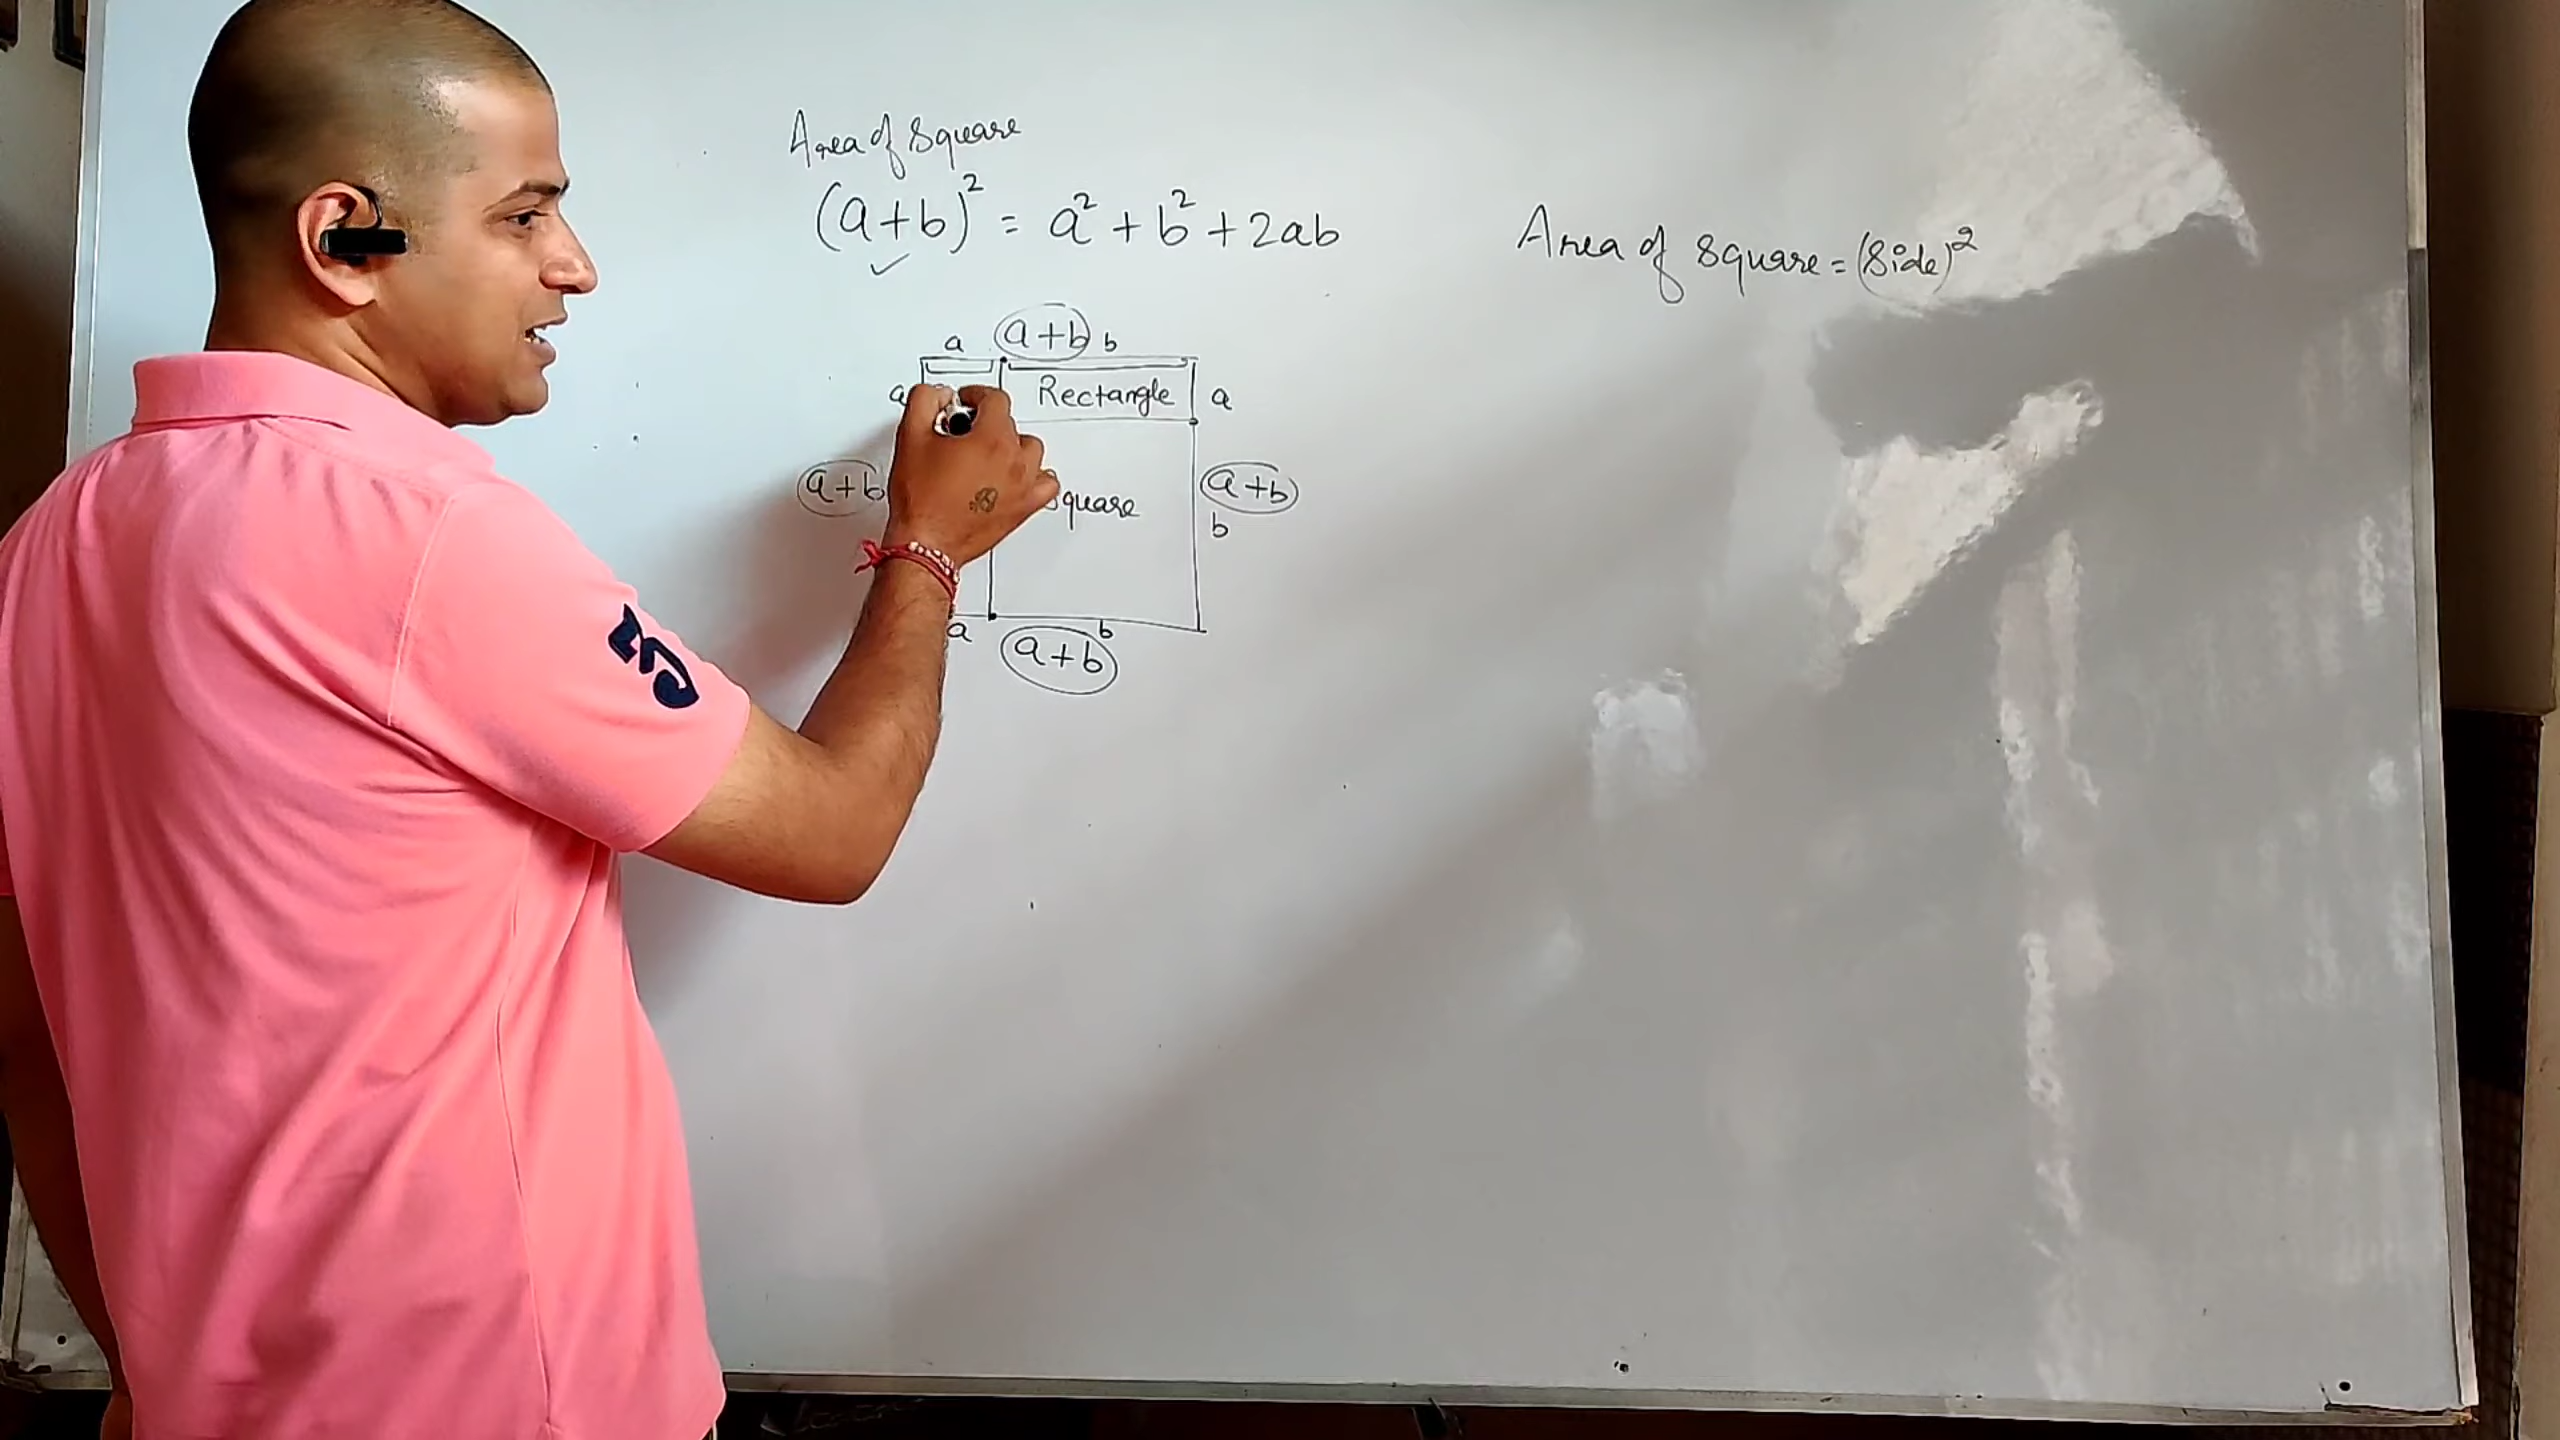 Area of Square
(a+b)² = a² + b² + 2ab
Area of square = (Side)²
a (a+b) b
a Rectangle a
(a+b) Square (a+b)
b
a b
(a+b)